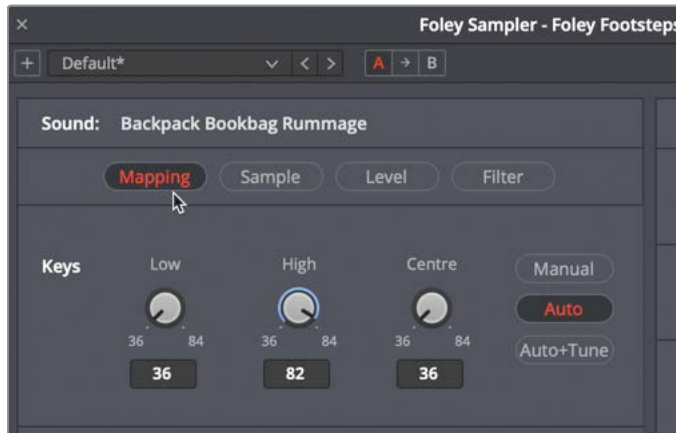 × Foley Sampler - Foley Footsteps
+ Default* < > A → B
Sound: Backpack Bookbag Rummage
Mapping Sample Level Filter
Keys Low High Centre Manual
Auto
36 84 36 84 36 84 Auto+Tune
36 82 36